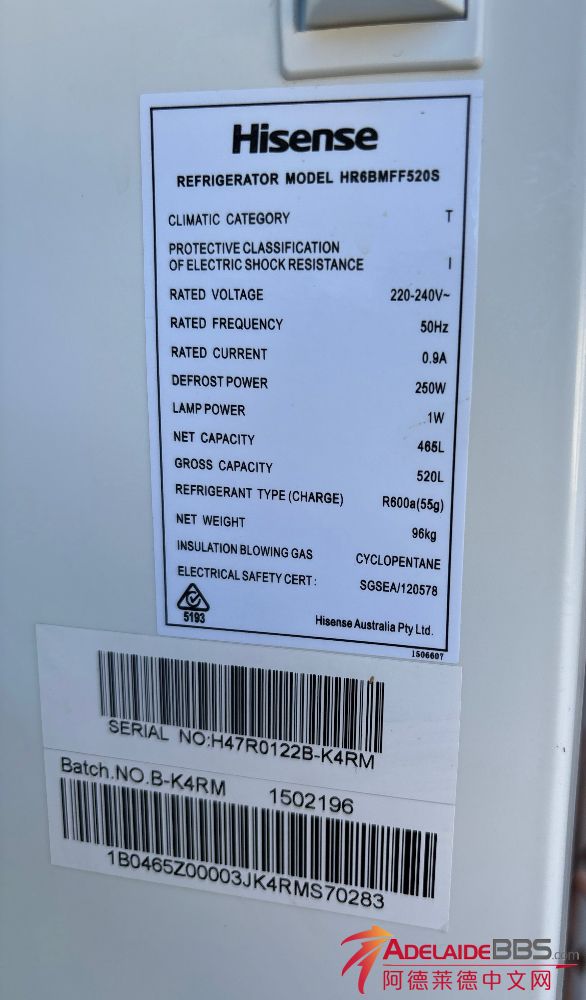 Hisense
REFRIGERATOR MODEL HR6BMFF520S
CLIMATIC CATEGORY T
PROTECTIVE CLASSIFICATION
OF ELECTRIC SHOCK RESISTANCE I
RATED VOLTAGE 220-240V~
RATED FREQUENCY 50Hz
RATED CURRENT 0.9A
DEFROST POWER 250W
LAMP POWER 1W
NET CAPACITY 465L
GROSS CAPACITY 520L
REFRIGERANT TYPE (CHARGE) R600a(55g)
NET WEIGHT 96kg
INSULATION BLOWING GAS CYCLOPENTANE
ELECTRICAL SAFETY CERT: SGSEA/120578
5193
Hisense Australia Pty Ltd.
1506607
SERIAL NO:H47R0122B-K4RM
Batch.NO.B-K4RM 1502196
1B0465Z00003JK4RMS70283
ADELAIDEBBS.com
阿德莱德中文网